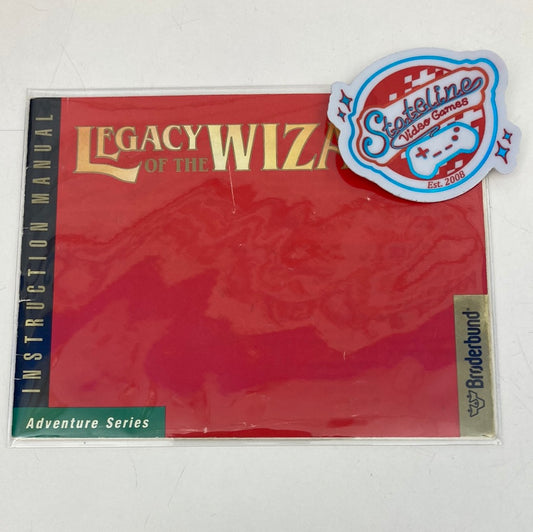 INSTRUCTION MANUAL
LEGACY
OF THE WIZA
Stateline
Video Games
Est. 2008
Brøderbund
Adventure Series